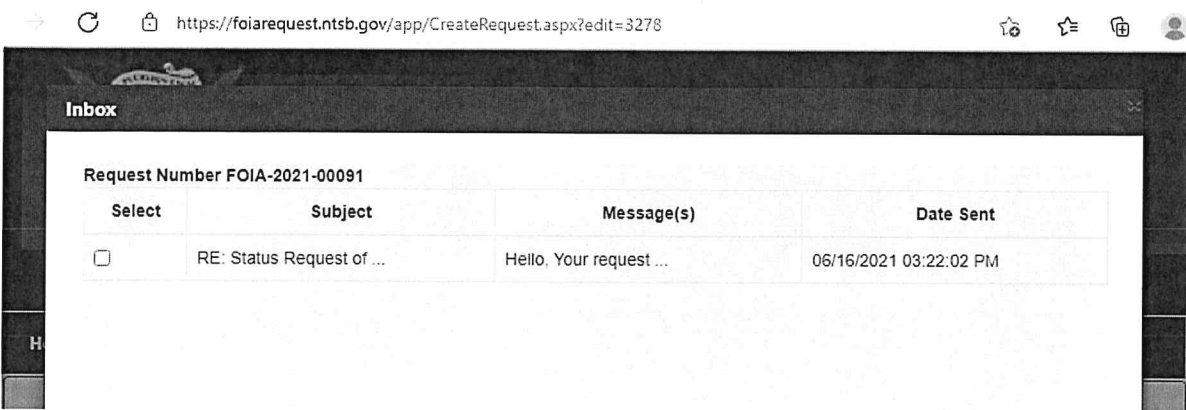 https://foiarequest.ntsb.gov/app/CreateRequest.aspx?edit=3278
Inbox
Request Number FOIA-2021-00091
Select Subject Message(s) Date Sent
RE: Status Request of ... Hello, Your request ... 06/16/2021 03:22:02 PM